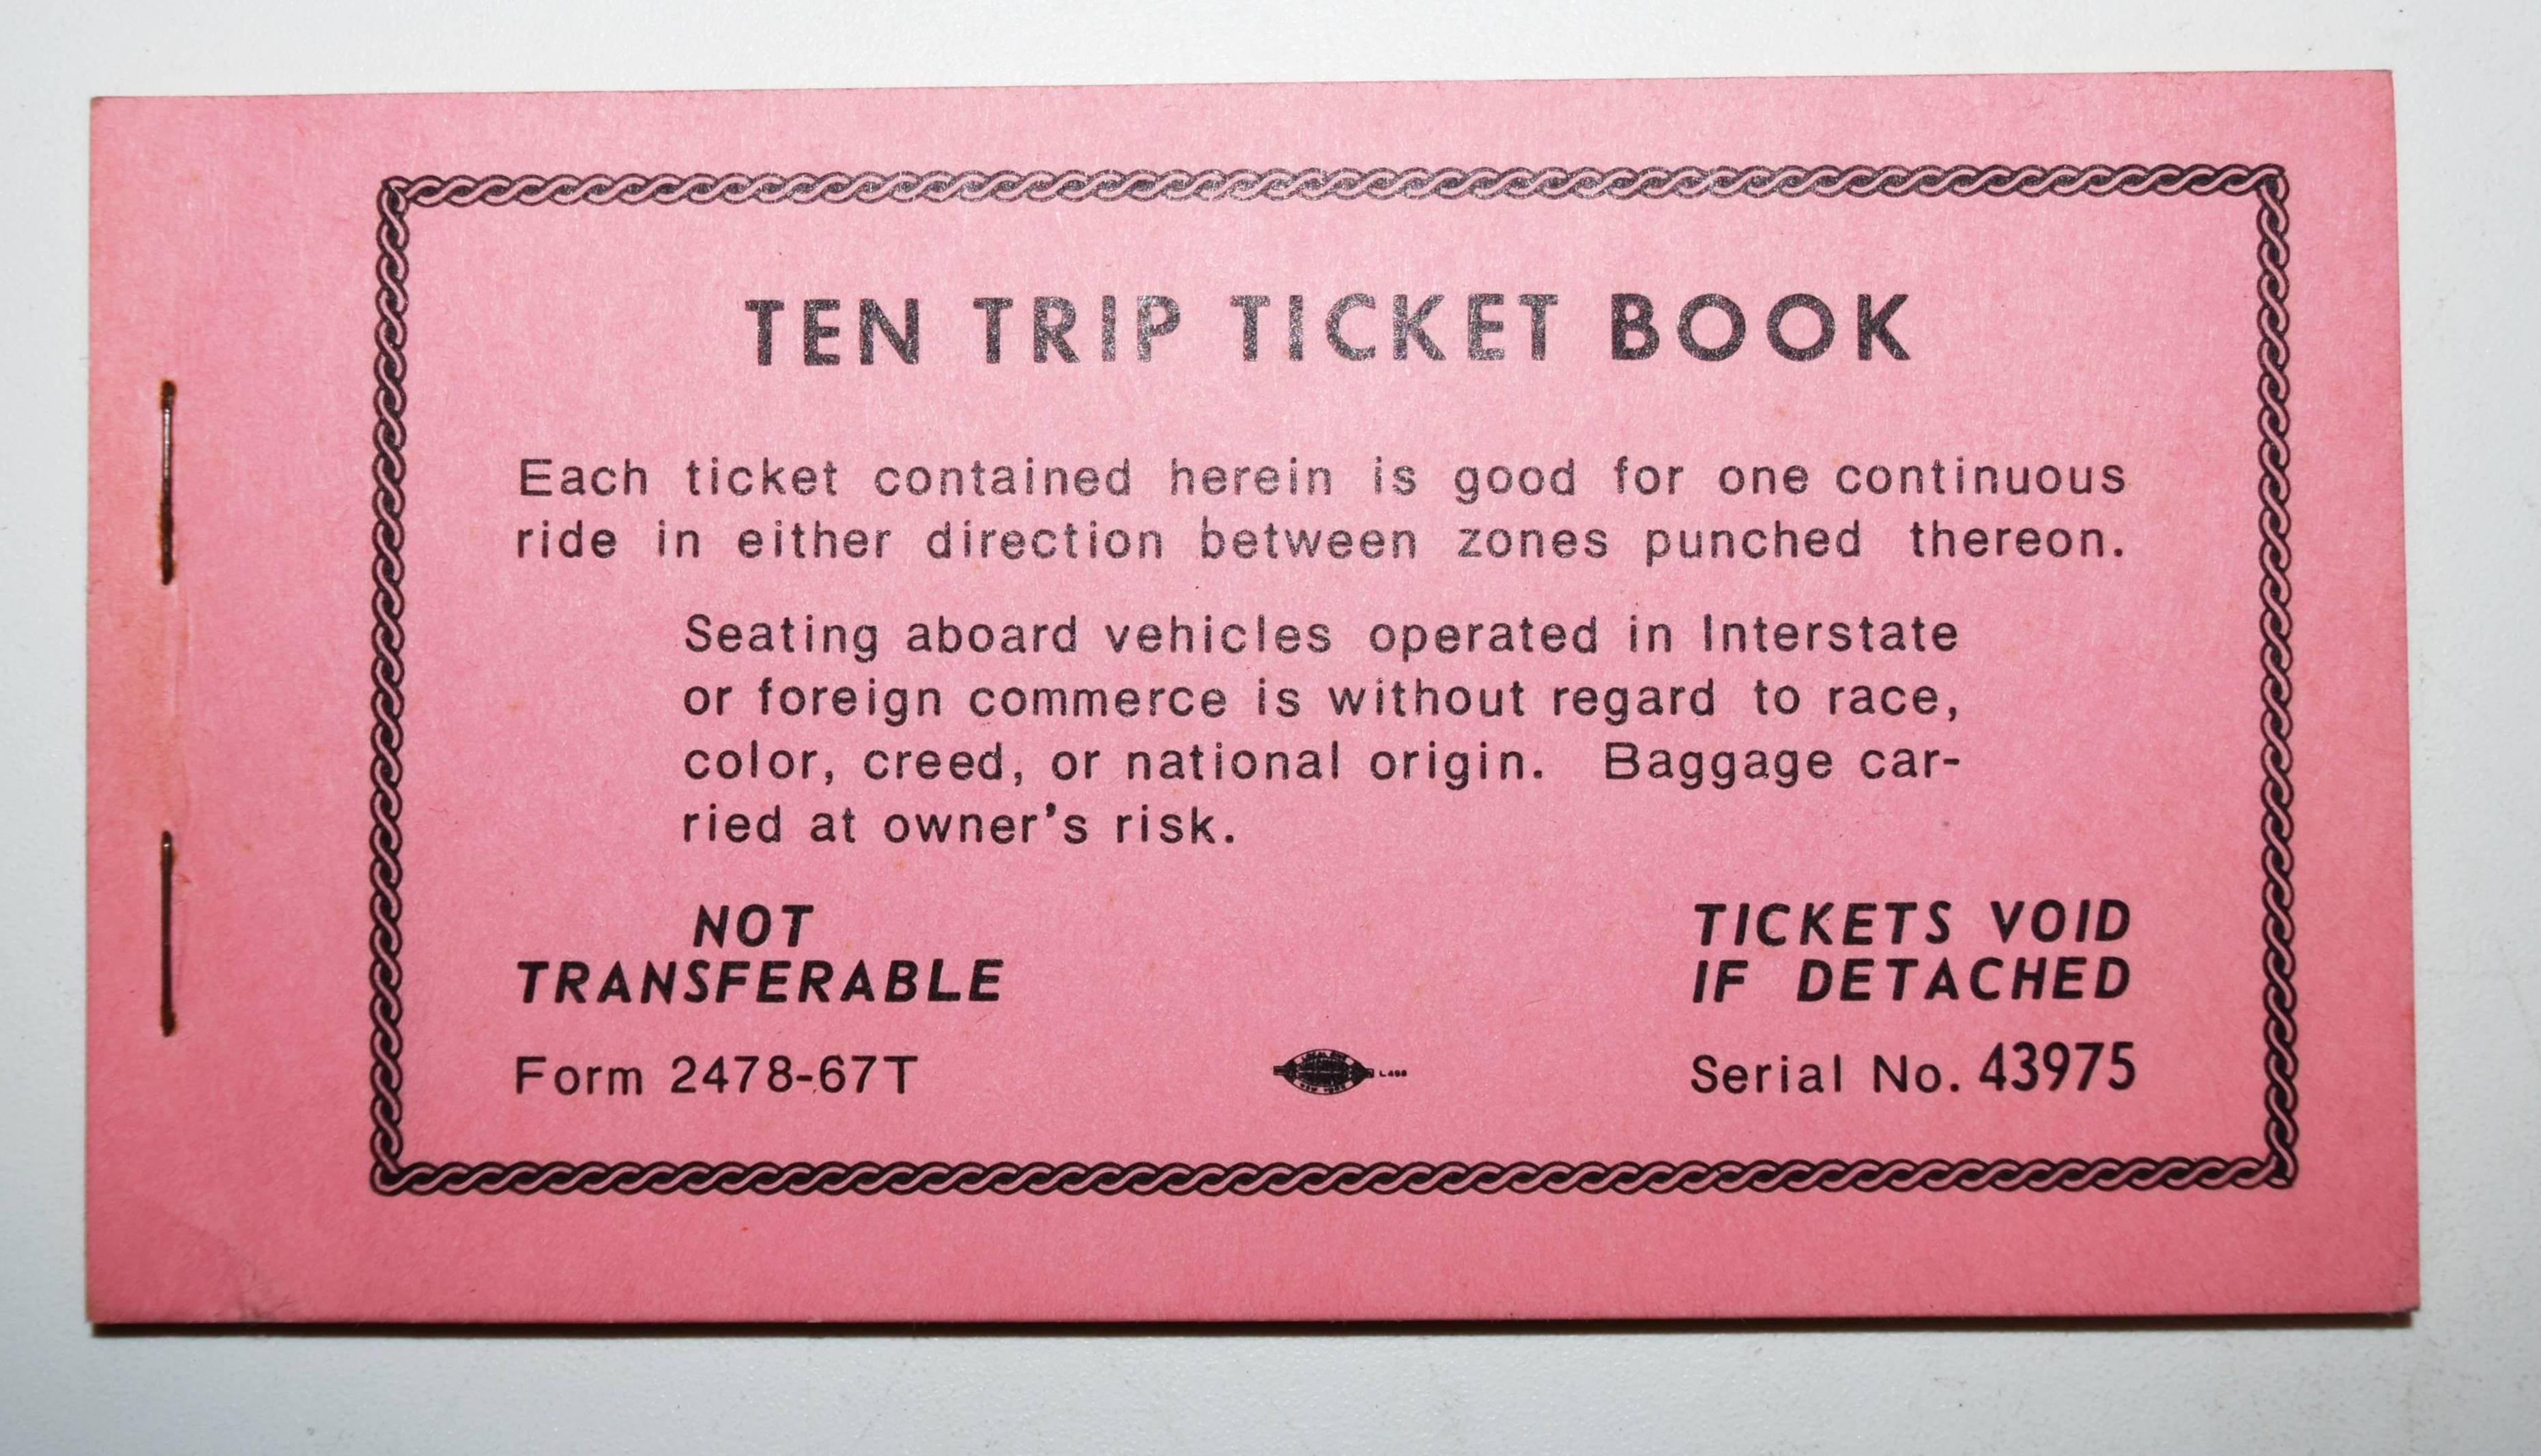 TEN TRIP TICKET BOOK
Each ticket contained herein is good for one continuous
ride in either direction between zones punched thereon.
Seating aboard vehicles operated in Interstate
or foreign commerce is without regard to race,
color, creed, or national origin. Baggage car-
ried at owner's risk.
NOT
TRANSFERABLE
TICKETS VOID
IF DETACHED
Form 2478-67T
Serial No. 43975